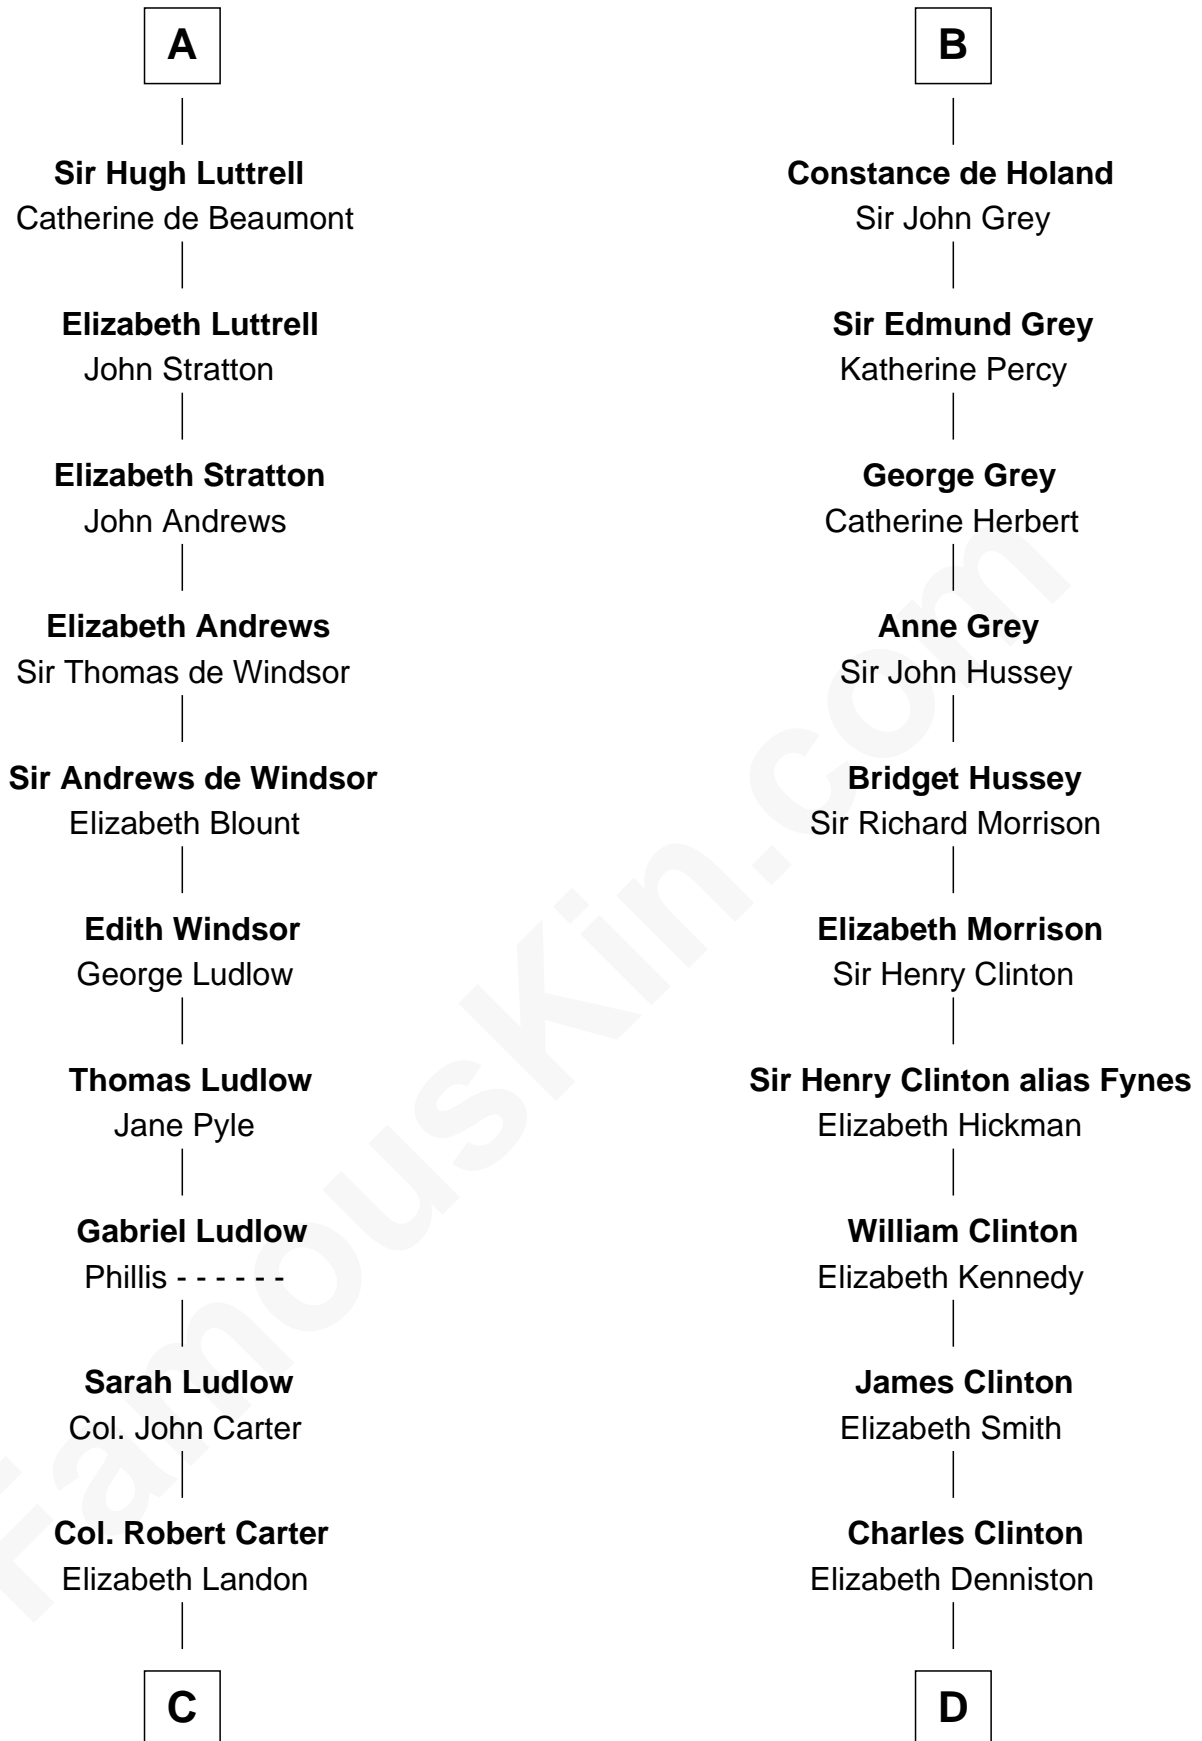 A
Sir Hugh Luttrell
Catherine de Beaumont
Elizabeth Luttrell
John Stratton
Elizabeth Stratton
John Andrews
Elizabeth Andrews
Sir Thomas de Windsor
Sir Andrews de Windsor
Elizabeth Blount
Edith Windsor
George Ludlow
Thomas Ludlow
Jane Pyle
Gabriel Ludlow
Phillis - - - - - -
Sarah Ludlow
Col. John Carter
Col. Robert Carter
Elizabeth Landon
C
B
Constance de Holand
Sir John Grey
Sir Edmund Grey
Katherine Percy
George Grey
Catherine Herbert
Anne Grey
Sir John Hussey
Bridget Hussey
Sir Richard Morrison
Elizabeth Morrison
Sir Henry Clinton
Sir Henry Clinton alias Fynes
Elizabeth Hickman
William Clinton
Elizabeth Kennedy
James Clinton
Elizabeth Smith
Charles Clinton
Elizabeth Denniston
D
FamousKin.com